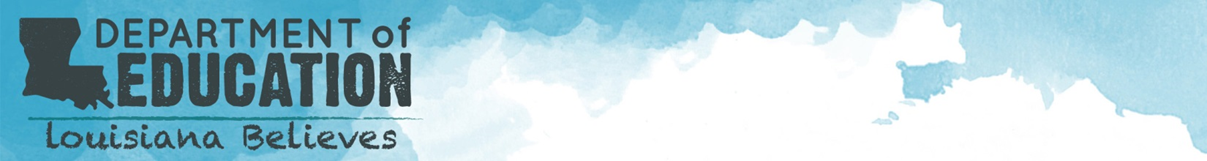 DEPARTMENT of
EDUCATION
Louisiana Believes